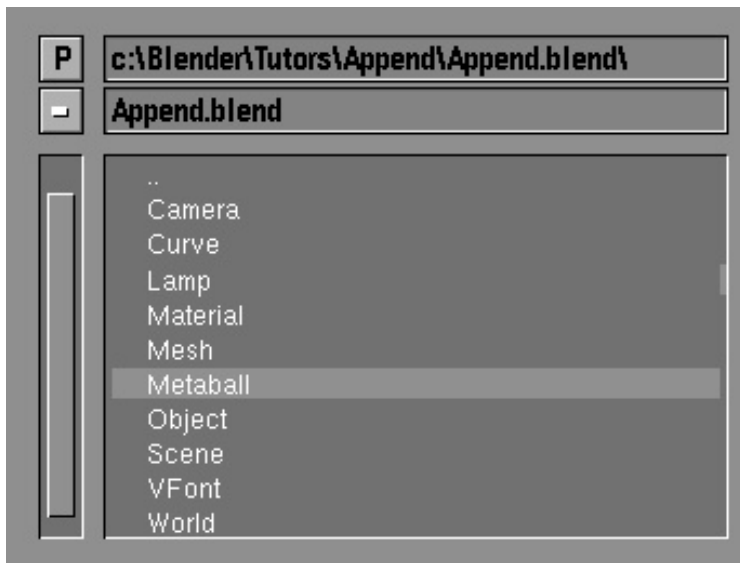 P
c:\Blender\Tutors\Append\Append.blend\
Append.blend
..
Camera
Curve
Lamp
Material
Mesh
Metaball
Object
Scene
VFont
World